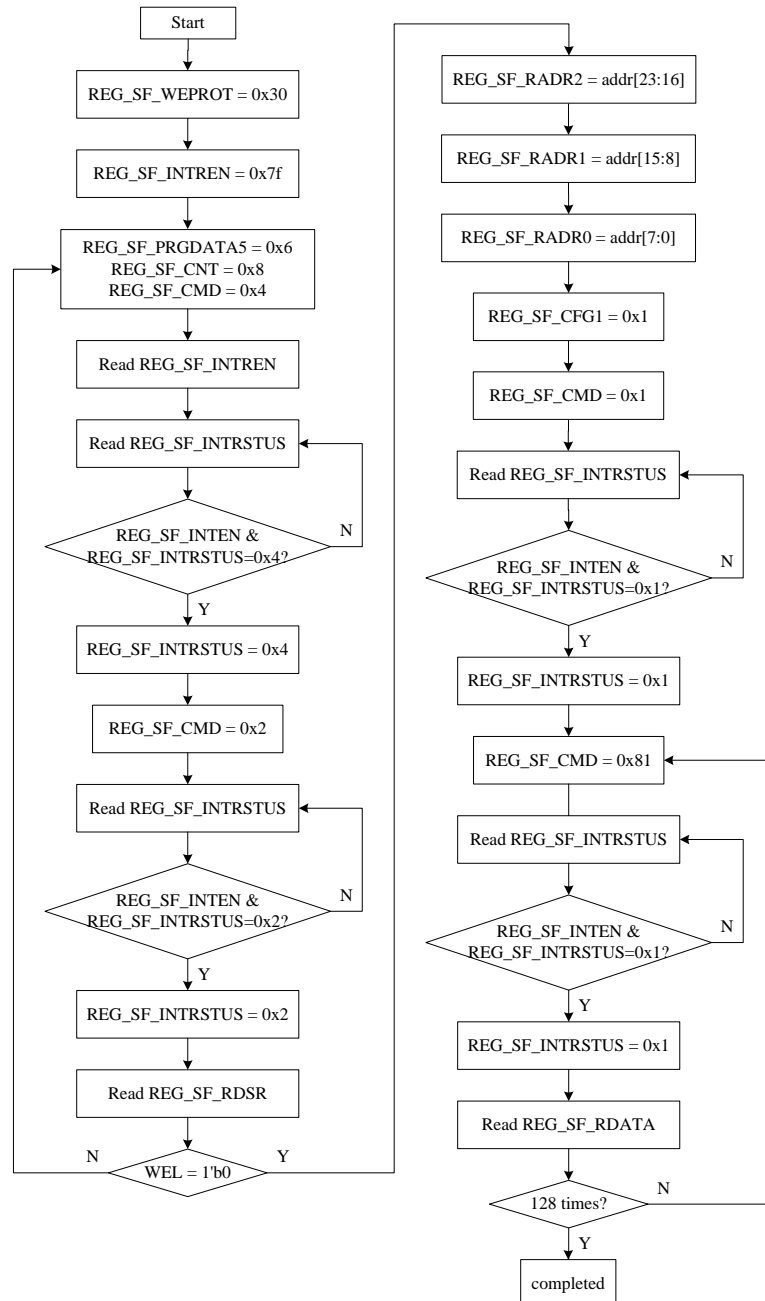 Start
REG_SF_WEPROT = 0x30
REG_SF_INTREN = 0x7f
REG_SF_PRGDATA5 = 0x6
REG_SF_CNT = 0x8
REG_SF_CMD = 0x4
Read REG_SF_INTREN
Read REG_SF_INTRSTUS
REG_SF_INTEN &
REG_SF_INTRSTUS=0x4?
N
Y
REG_SF_INTRSTUS = 0x4
REG_SF_CMD = 0x2
Read REG_SF_INTRSTUS
REG_SF_INTEN &
REG_SF_INTRSTUS=0x2?
N
Y
REG_SF_INTRSTUS = 0x2
Read REG_SF_RDSR
N
WEL = 1'b0
Y
REG_SF_RADR2 = addr[23:16]
REG_SF_RADR1 = addr[15:8]
REG_SF_RADR0 = addr[7:0]
REG_SF_CFG1 = 0x1
REG_SF_CMD = 0x1
Read REG_SF_INTRSTUS
REG_SF_INTEN &
REG_SF_INTRSTUS=0x1?
N
Y
REG_SF_INTRSTUS = 0x1
REG_SF_CMD = 0x81
Read REG_SF_INTRSTUS
REG_SF_INTEN &
REG_SF_INTRSTUS=0x1?
N
Y
REG_SF_INTRSTUS = 0x1
Read REG_SF_RDATA
128 times?
N
Y
completed